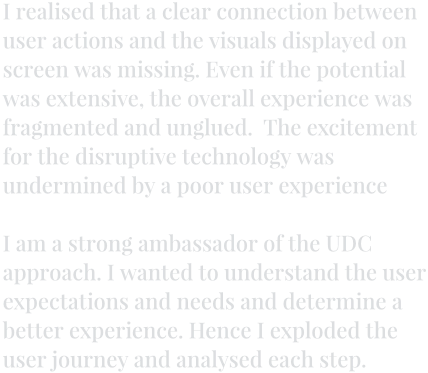 I realised that a clear connection between
user actions and the visuals displayed on
screen was missing. Even if the potential
was extensive, the overall experience was
fragmented and unglued.  The excitement
for the disruptive technology was
undermined by a poor user experience

I am a strong ambassador of the UDC
approach. I wanted to understand the user
expectations and needs and determine a
better experience. Hence I exploded the
user journey and analysed each step.